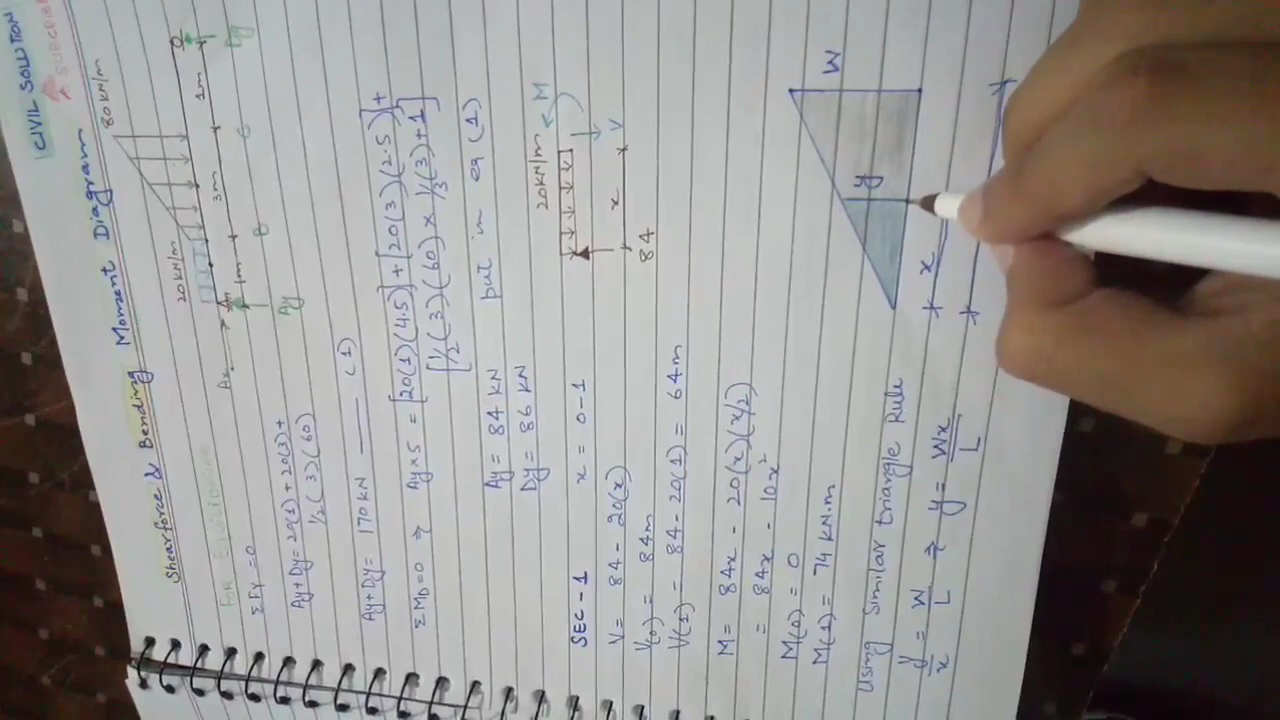 CIVIL SOLUTION
SUBSCRIBE
Shearforce & Bending Moment Diagram
80 KN/m
20 KN/m
Ax
1m
3m
1m
D
Ay
B
C
Dy
FOR Equilibrium
ΣFy = 0
Ay + Dy = 20(1) + 20(3) +
1/2 (3)(60)
Ay + Dy = 170 KN —— (1)
ΣMD = 0 ⇒ Ay × 5 = [20(1)(4.5)] + [20(3)(2.5)] +
[1/2 (3)(60) × 1/3(3) + 1]
Ay = 84 KN put in eq (1)
Dy = 86 KN
SEC - 1 x = 0-1
20 KN/m
M
x
V
84
V = 84 - 20(x)
V(0) = 84 m
V(1) = 84 - 20(1) = 64 m
M = 84x - 20(x)(x/2)
= 84x - 10x²
M(0) = 0
M(1) = 74 KN.m
Using Similar triangle Rule
y/x = W/L ⇒ y = Wx/L
y
W
x